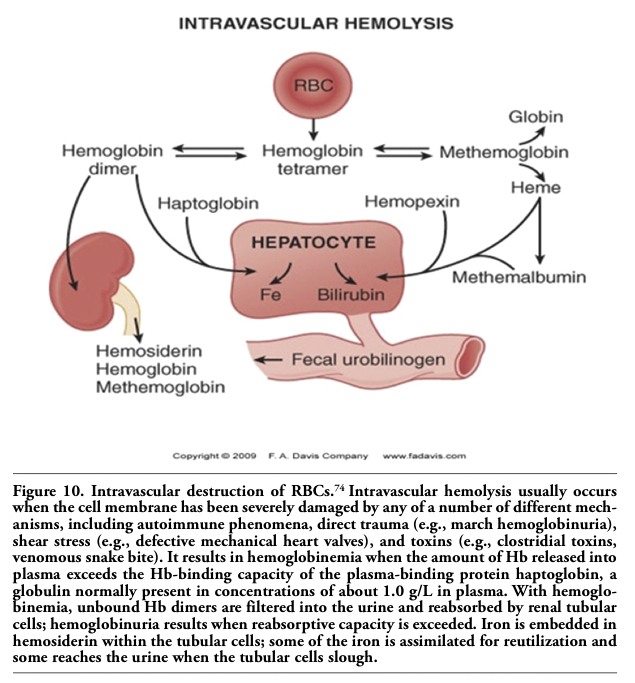 INTRAVASCULAR HEMOLYSIS
RBC
Globin
Hemoglobin
dimer
Hemoglobin
tetramer
Methemoglobin
Heme
Haptoglobin
Hemopexin
HEPATOCYTE
Fe
Bilirubin
Methemalbumin
Hemosiderin
Hemoglobin
Methemoglobin
Fecal urobilinogen
Copyright © 2009 F. A. Davis Company www.fadavis.com
Figure 10. Intravascular destruction of RBCs.74 Intravascular hemolysis usually occurs
when the cell membrane has been severely damaged by any of a number of different mech-
anisms, including autoimmune phenomena, direct trauma (e.g., march hemoglobinuria),
shear stress (e.g., defective mechanical heart valves), and toxins (e.g., clostridial toxins,
venomous snake bite). It results in hemoglobinemia when the amount of Hb released into
plasma exceeds the Hb-binding capacity of the plasma-binding protein haptoglobin, a
globulin normally present in concentrations of about 1.0 g/L in plasma. With hemoglo-
binemia, unbound Hb dimers are filtered into the urine and reabsorbed by renal tubular
cells; hemoglobinuria results when reabsorptive capacity is exceeded. Iron is embedded in
hemosiderin within the tubular cells; some of the iron is assimilated for reutilization and
some reaches the urine when the tubular cells slough.